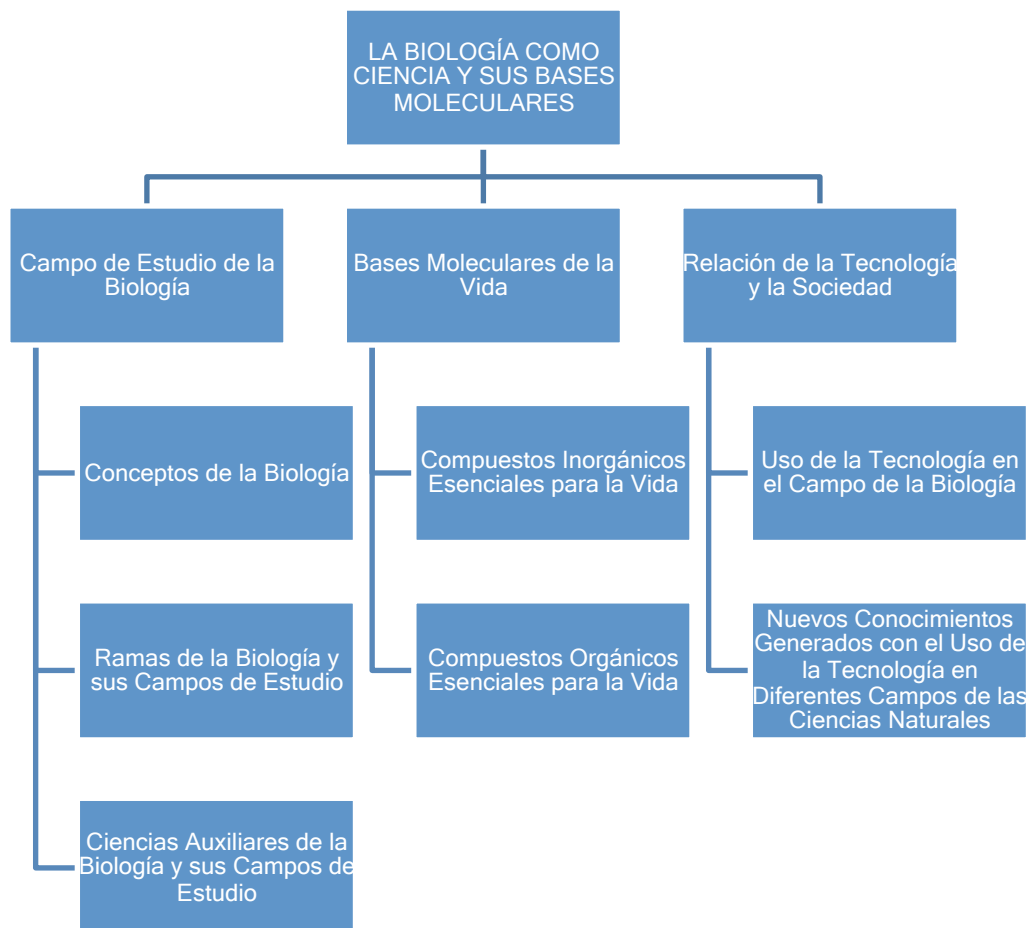 LA BIOLOGÍA COMO
CIENCIA Y SUS BASES
MOLECULARES
Campo de Estudio de la
Biología
Bases Moleculares de la
Vida
Relación de la Tecnología
y la Sociedad
Conceptos de la Biología
Ramas de la Biología y
sus Campos de Estudio
Ciencias Auxiliares de la
Biología y sus Campos de
Estudio
Compuestos Inorgánicos
Esenciales para la Vida
Compuestos Orgánicos
Esenciales para la Vida
Uso de la Tecnología en
el Campo de la Biología
Nuevos Conocimientos
Generados con el Uso de
la Tecnología en
Diferentes Campos de las
Ciencias Naturales